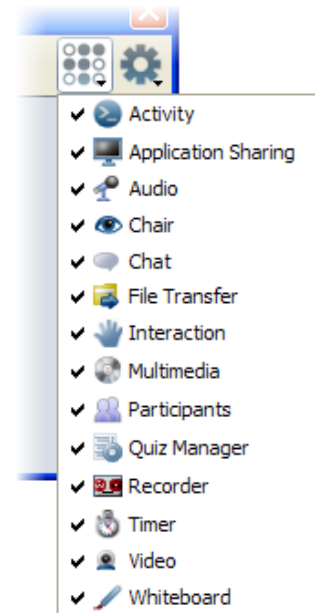 Activity
Application Sharing
Audio
Chair
Chat
File Transfer
Interaction
Multimedia
Participants
Quiz Manager
Recorder
Timer
Video
Whiteboard